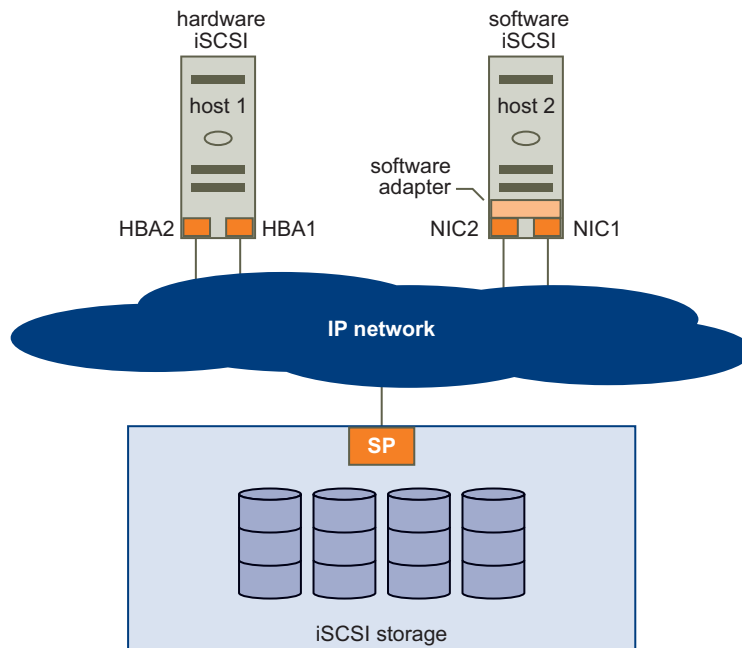 hardware
iSCSI
software
iSCSI
host 1
host 2
software
adapter
HBA2
HBA1
NIC2
NIC1
IP network
SP
iSCSI storage